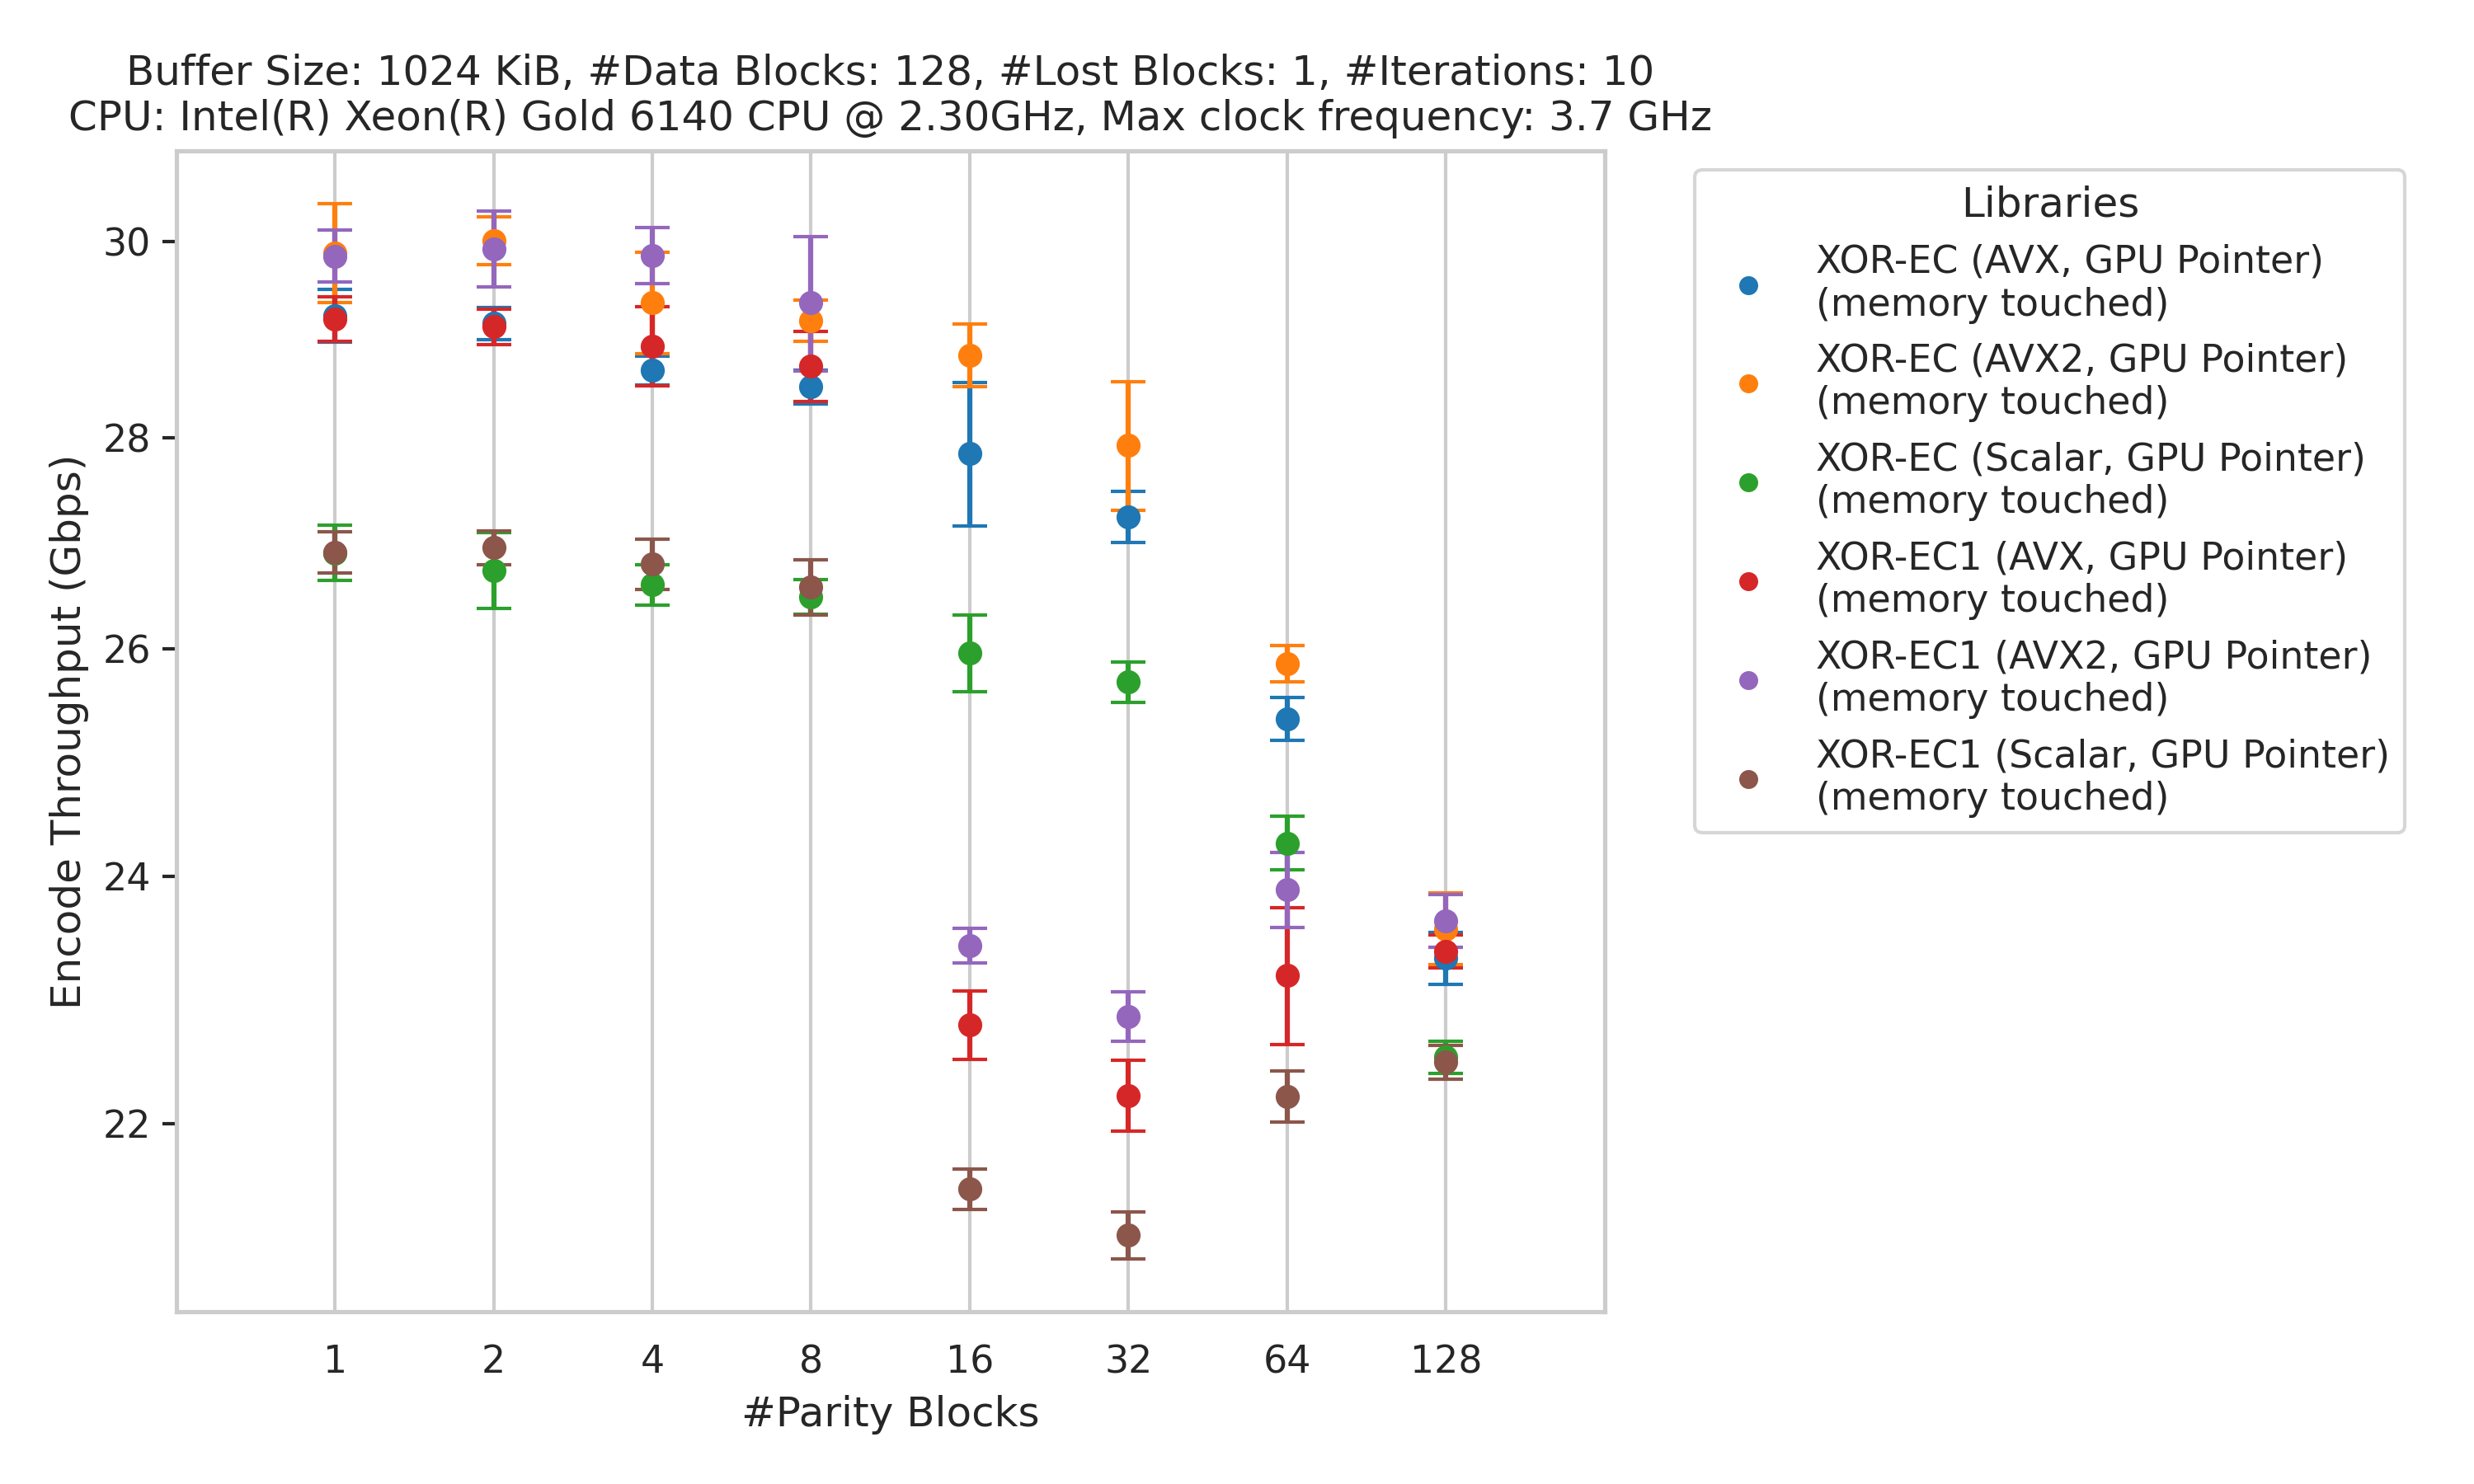 Buffer Size: 1024 KiB, #Data Blocks: 128, #Lost Blocks: 1, #Iterations: 10
CPU: Intel(R) Xeon(R) Gold 6140 CPU @ 2.30GHz, Max clock frequency: 3.7 GHz
Encode Throughput (Gbps)
30
28
26
24
22
1 2 4 8 16 32 64 128
#Parity Blocks
Libraries
XOR-EC (AVX, GPU Pointer)
(memory touched)
XOR-EC (AVX2, GPU Pointer)
(memory touched)
XOR-EC (Scalar, GPU Pointer)
(memory touched)
XOR-EC1 (AVX, GPU Pointer)
(memory touched)
XOR-EC1 (AVX2, GPU Pointer)
(memory touched)
XOR-EC1 (Scalar, GPU Pointer)
(memory touched)